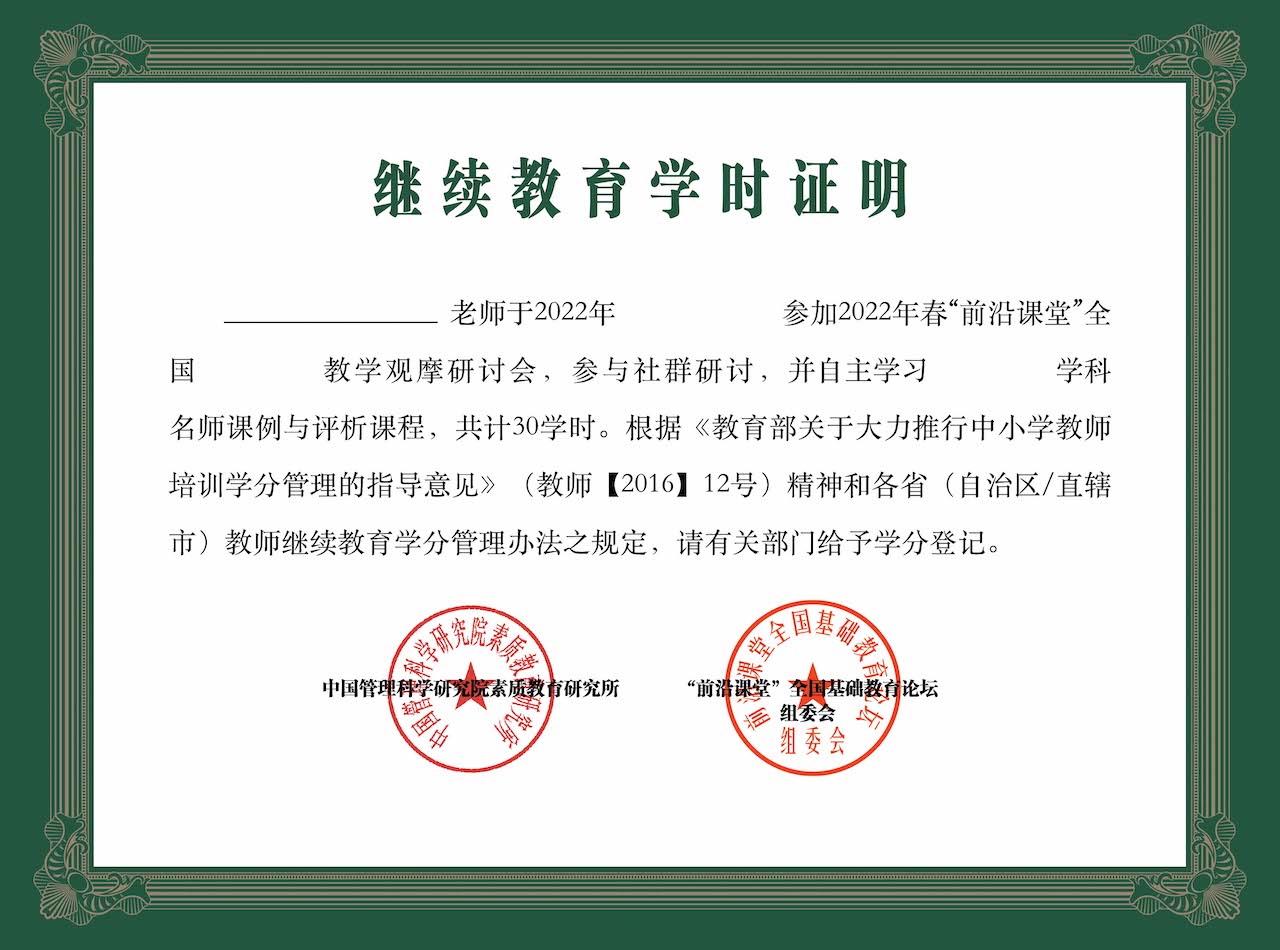 继续教育学时证明
老师于2022年 参加2022年春“前沿课堂”全
国 教学观摩研讨会，参与社群研讨，并自主学习 学科
名师课例与评析课程，共计30学时。根据《教育部关于大力推行中小学教师
培训学分管理的指导意见》（教师【2016】12号）精神和各省（自治区/直辖
市）教师继续教育学分管理办法之规定，请有关部门给予学分登记。
中国管理科学研究院素质教育研究所
中国管理科学研究院素质教育研究所
“前沿课堂”全国基础教育论坛
组委会
前沿课堂全国基础教育论坛
组委会